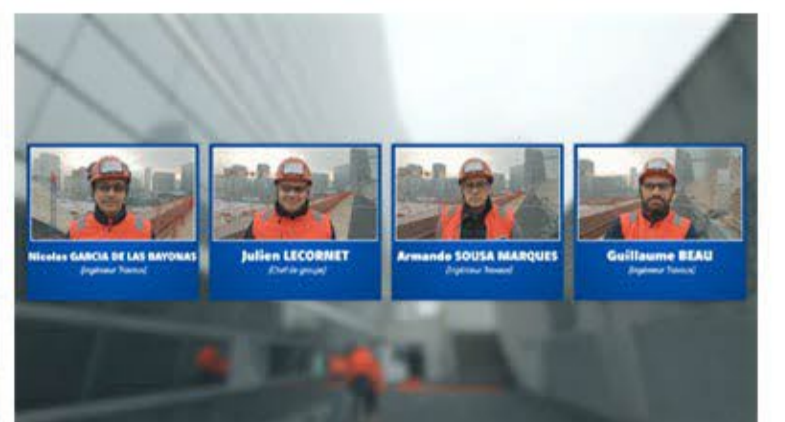 Nicolas GARCIA DE LAS BAYONAS
(Ingénieur Travaux)
Julien LECORNET
(Chef de groupe)
Armando SOUSA MARQUES
(Ingénieur Travaux)
Guillaume BEAU
(Ingénieur Travaux)